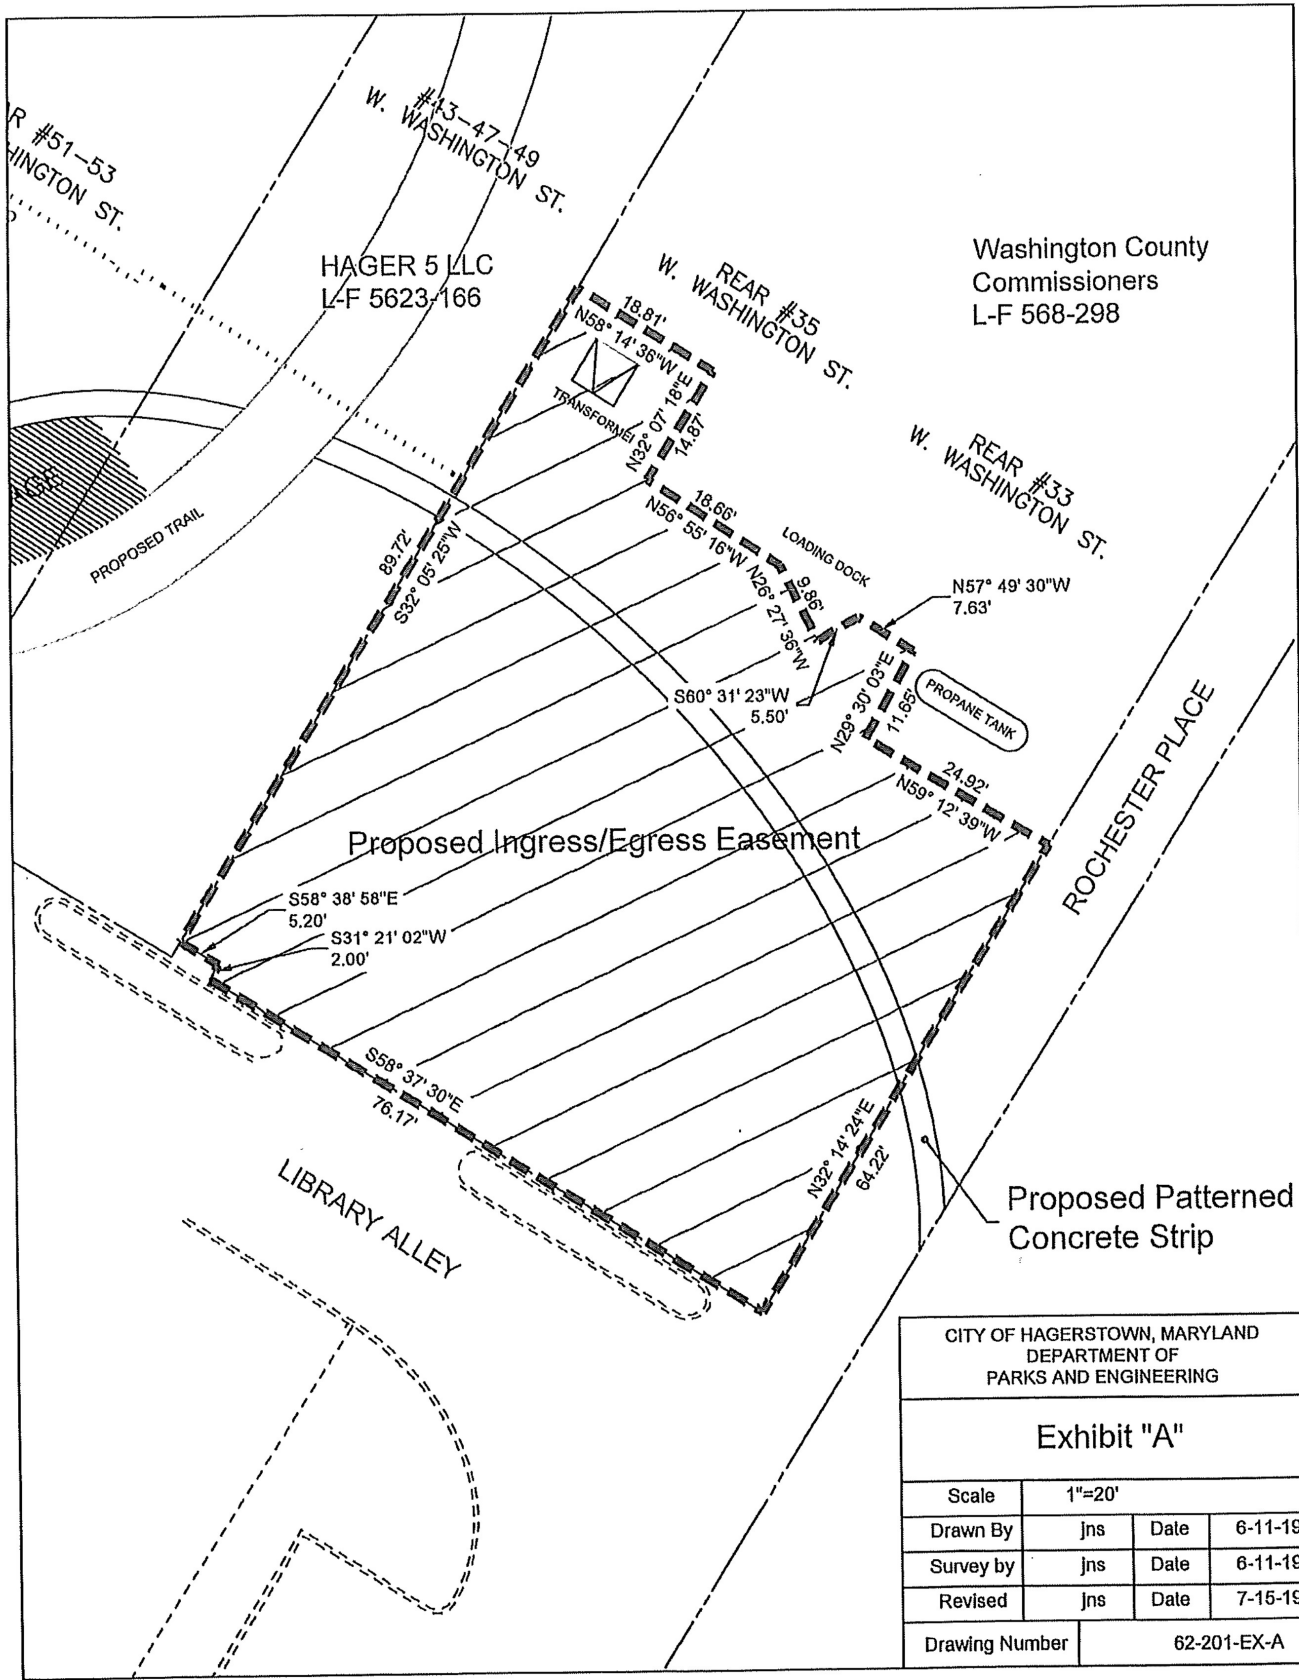 #43-47-49
W. WASHINGTON ST.
R #51-53
HINGTON ST.
HAGER 5 LLC
L-F 5623-166
Washington County
Commissioners
L-F 568-298
REAR #35
W. WASHINGTON ST.
18.81'
N58° 14' 36"W
TRANSFORME
N32° 07' 18"E
14.87'
REAR #33
W. WASHINGTON ST.
18.66'
N56° 55' 16"W
LOADING DOCK
9.86'
N26° 27' 36"W
N57° 49' 30"W
7.63'
PROPOSED TRAIL
AGE
89.72'
S32° 05' 25"W
S60° 31' 23"W
5.50'
N29° 30' 03"E
11.65'
PROPANE TANK
24.92'
N59° 12' 39"W
ROCHESTER PLACE
Proposed Ingress/Egress Easement
S58° 38' 58"E
5.20'
S31° 21' 02"W
2.00'
S58° 37' 30"E
76.17'
N32° 14' 24"E
64.22'
LIBRARY ALLEY
Proposed Patterned
Concrete Strip
CITY OF HAGERSTOWN, MARYLAND
DEPARTMENT OF
PARKS AND ENGINEERING
Exhibit "A"
Scale 1"=20'
Drawn By jns Date 6-11-19
Survey by jns Date 6-11-19
Revised jns Date 7-15-19
Drawing Number 62-201-EX-A